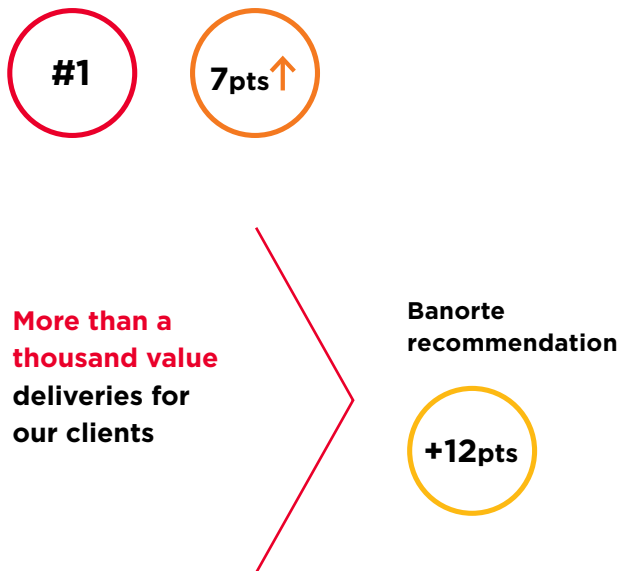 #1
7pts↑
More than a
thousand value
deliveries for
our clients
Banorte
recommendation
+12pts